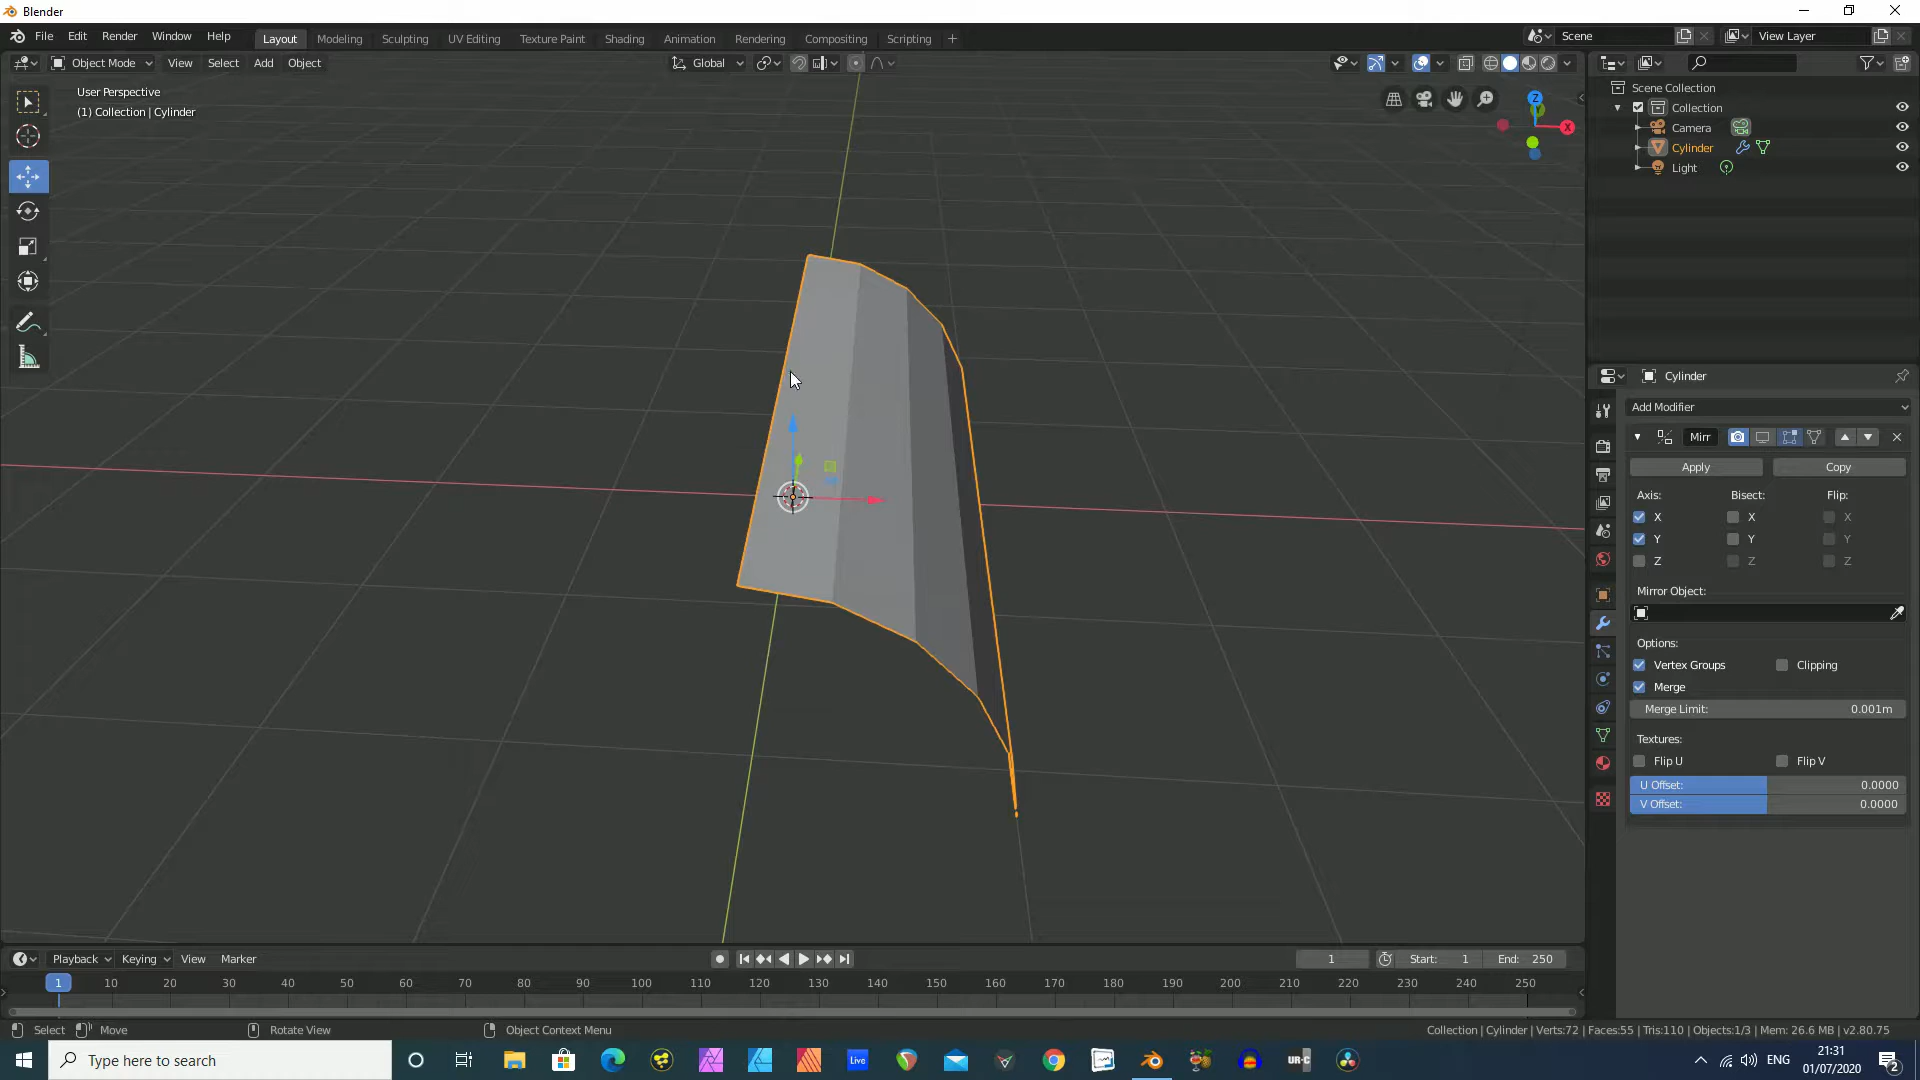 Blender
File Edit Render Window Help Layout Modeling Sculpting UV Editing Texture Paint Shading Animation Rendering Compositing Scripting + Scene View Layer
Object Mode View Select Add Object Global
User Perspective
(1) Collection | Cylinder
Z
X
Scene Collection
Collection
Camera
Cylinder
Light
Cylinder
Add Modifier
Mirr
Apply Copy
Axis: Bisect: Flip:
X X X
Y Y Y
Z Z Z
Mirror Object:
Options:
Vertex Groups Clipping
Merge
Merge Limit: 0.001m
Textures:
Flip U Flip V
U Offset: 0.0000
V Offset: 0.0000
Playback Keying View Marker 1 Start: 1 End: 250
1 10 20 30 40 50 60 70 80 90 100 110 120 130 140 150 160 170 180 190 200 210 220 230 240 250
Select Move Rotate View Object Context Menu Collection | Cylinder | Verts:72 | Faces:55 | Tris:110 | Objects:1/3 | Mem: 26.6 MB | v2.80.75
Type here to search Live UR-C ENG 21:31
01/07/2020 2